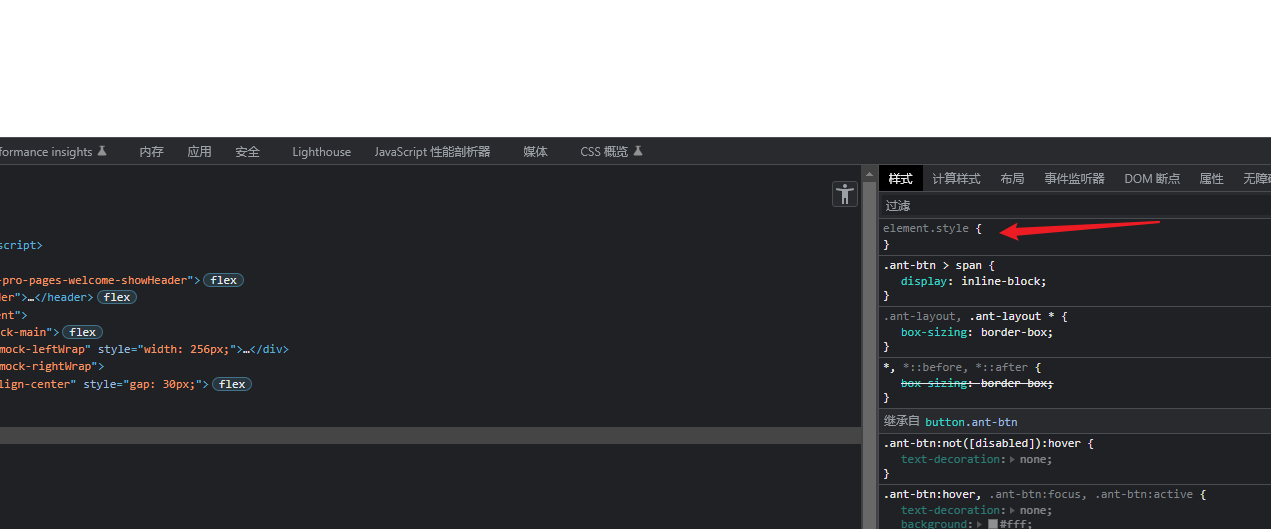 formance insights 内存 应用 安全 Lighthouse JavaScript 性能剖析器 媒体 CSS 概览
script>
-pro-pages-welcome-showHeader"> flex
der">…</header> flex
ent">
ck-main"> flex
mock-leftWrap" style="width: 256px;">…</div>
mock-rightWrap">
lign-center" style="gap: 30px;"> flex
样式 计算样式 布局 事件监听器 DOM 断点 属性 无障
过滤
element.style {
}
.ant-btn > span {
display: inline-block;
}
.ant-layout, .ant-layout * {
box-sizing: border-box;
}
*, *::before, *::after {
box-sizing: border-box;
}
继承自 button.ant-btn
.ant-btn:not([disabled]):hover {
text-decoration: none;
}
.ant-btn:hover, .ant-btn:focus, .ant-btn:active {
text-decoration: none;
background: #fff;